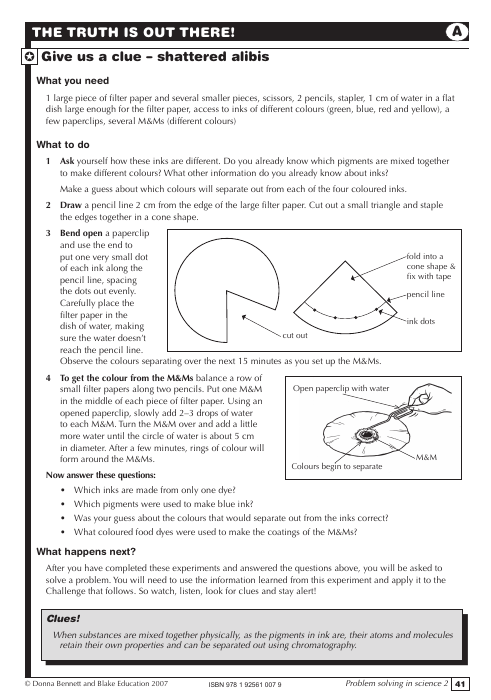 THE TRUTH IS OUT THERE!
A
Give us a clue – shattered alibis
What you need
1 large piece of filter paper and several smaller pieces, scissors, 2 pencils, stapler, 1 cm of water in a flat
dish large enough for the filter paper, access to inks of different colours (green, blue, red and yellow), a
few paperclips, several M&Ms (different colours)
What to do
1 Ask yourself how these inks are different. Do you already know which pigments are mixed together
to make different colours? What other information do you already know about inks?
Make a guess about which colours will separate out from each of the four coloured inks.
2 Draw a pencil line 2 cm from the edge of the large filter paper. Cut out a small triangle and staple
the edges together in a cone shape.
3 Bend open a paperclip
and use the end to
put one very small dot
of each ink along the
pencil line, spacing
the dots out evenly.
Carefully place the
filter paper in the
dish of water, making
sure the water doesn't
reach the pencil line.
Observe the colours separating over the next 15 minutes as you set up the M&Ms.
cut out
fold into a
cone shape &
fix with tape
pencil line
ink dots
4 To get the colour from the M&Ms balance a row of
small filter papers along two pencils. Put one M&M
in the middle of each piece of filter paper. Using an
opened paperclip, slowly add 2–3 drops of water
to each M&M. Turn the M&M over and add a little
more water until the circle of water is about 5 cm
in diameter. After a few minutes, rings of colour will
form around the M&Ms.
Open paperclip with water
M&M
Colours begin to separate
Now answer these questions:
• Which inks are made from only one dye?
• Which pigments were used to make blue ink?
• Was your guess about the colours that would separate out from the inks correct?
• What coloured food dyes were used to make the coatings of the M&Ms?
What happens next?
After you have completed these experiments and answered the questions above, you will be asked to
solve a problem. You will need to use the information learned from this experiment and apply it to the
Challenge that follows. So watch, listen, look for clues and stay alert!
Clues!
When substances are mixed together physically, as the pigments in ink are, their atoms and molecules
retain their own properties and can be separated out using chromatography.
© Donna Bennett and Blake Education 2007
ISBN 978 1 92561 007 9
Problem solving in science 2
41